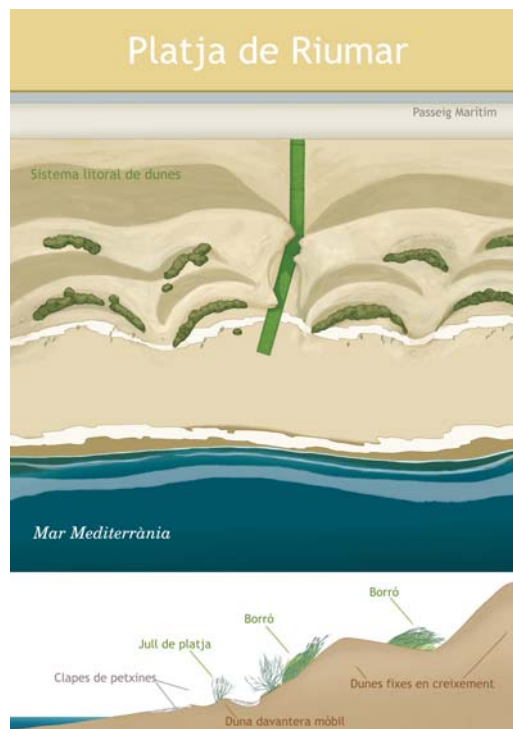 Platja de Riumar
Passeig Marítim
Sistema litoral de dunes
Mar Mediterrània
Borró
Borró
Jull de platja
Clapes de petxines
Dunes fixes en creixement
Duna davantera mòbil